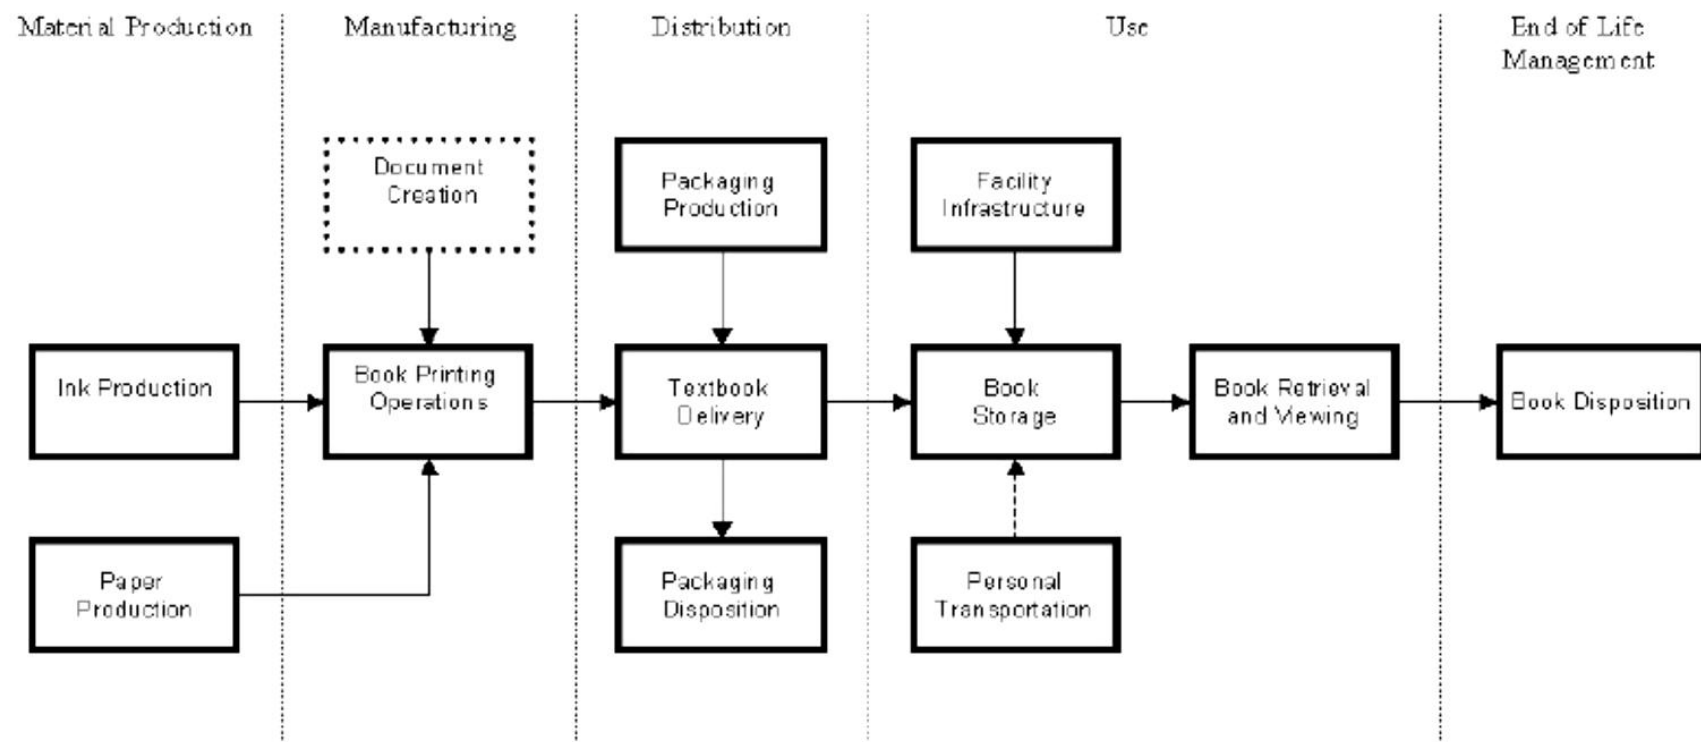 Material Production
Manufacturing
Distribution
Use
End of Life
Management
Document
Creation
Packaging
Production
Facility
Infrastructure
Ink Production
Book Printing
Operations
Textbook
Delivery
Book
Storage
Book Retrieval
and Viewing
Book Disposition
Paper
Production
Packaging
Disposition
Personal
Transportation